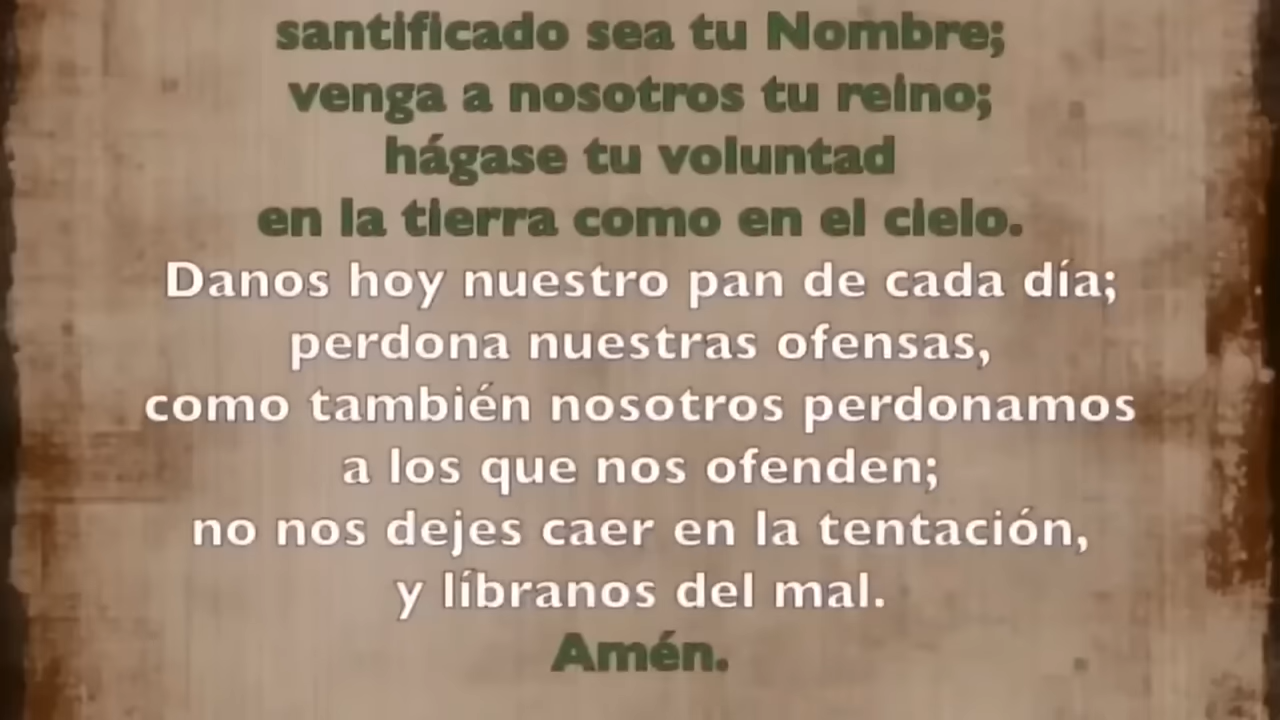 santificado sea tu Nombre;
venga a nosotros tu reino;
hágase tu voluntad
en la tierra como en el cielo.
Danos hoy nuestro pan de cada día;
perdona nuestras ofensas,
como también nosotros perdonamos
a los que nos ofenden;
no nos dejes caer en la tentación,
y líbranos del mal.
Amén.